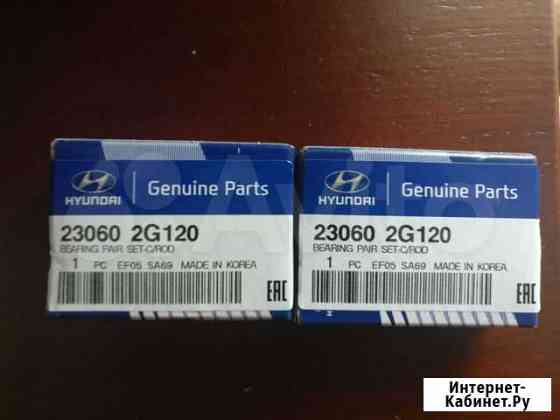 HYUNDAI
Genuine Parts
23060 2G120
BEARING PAIR SET-C/ROD
1 PC EF05 SA69 MADE IN KOREA
EAC
HYUNDAI
Genuine Parts
23060 2G120
BEARING PAIR SET-C/ROD
1 PC EF05 SA69 MADE IN KOREA
EAC
Avito
Интернет-
Кабинет.Ру